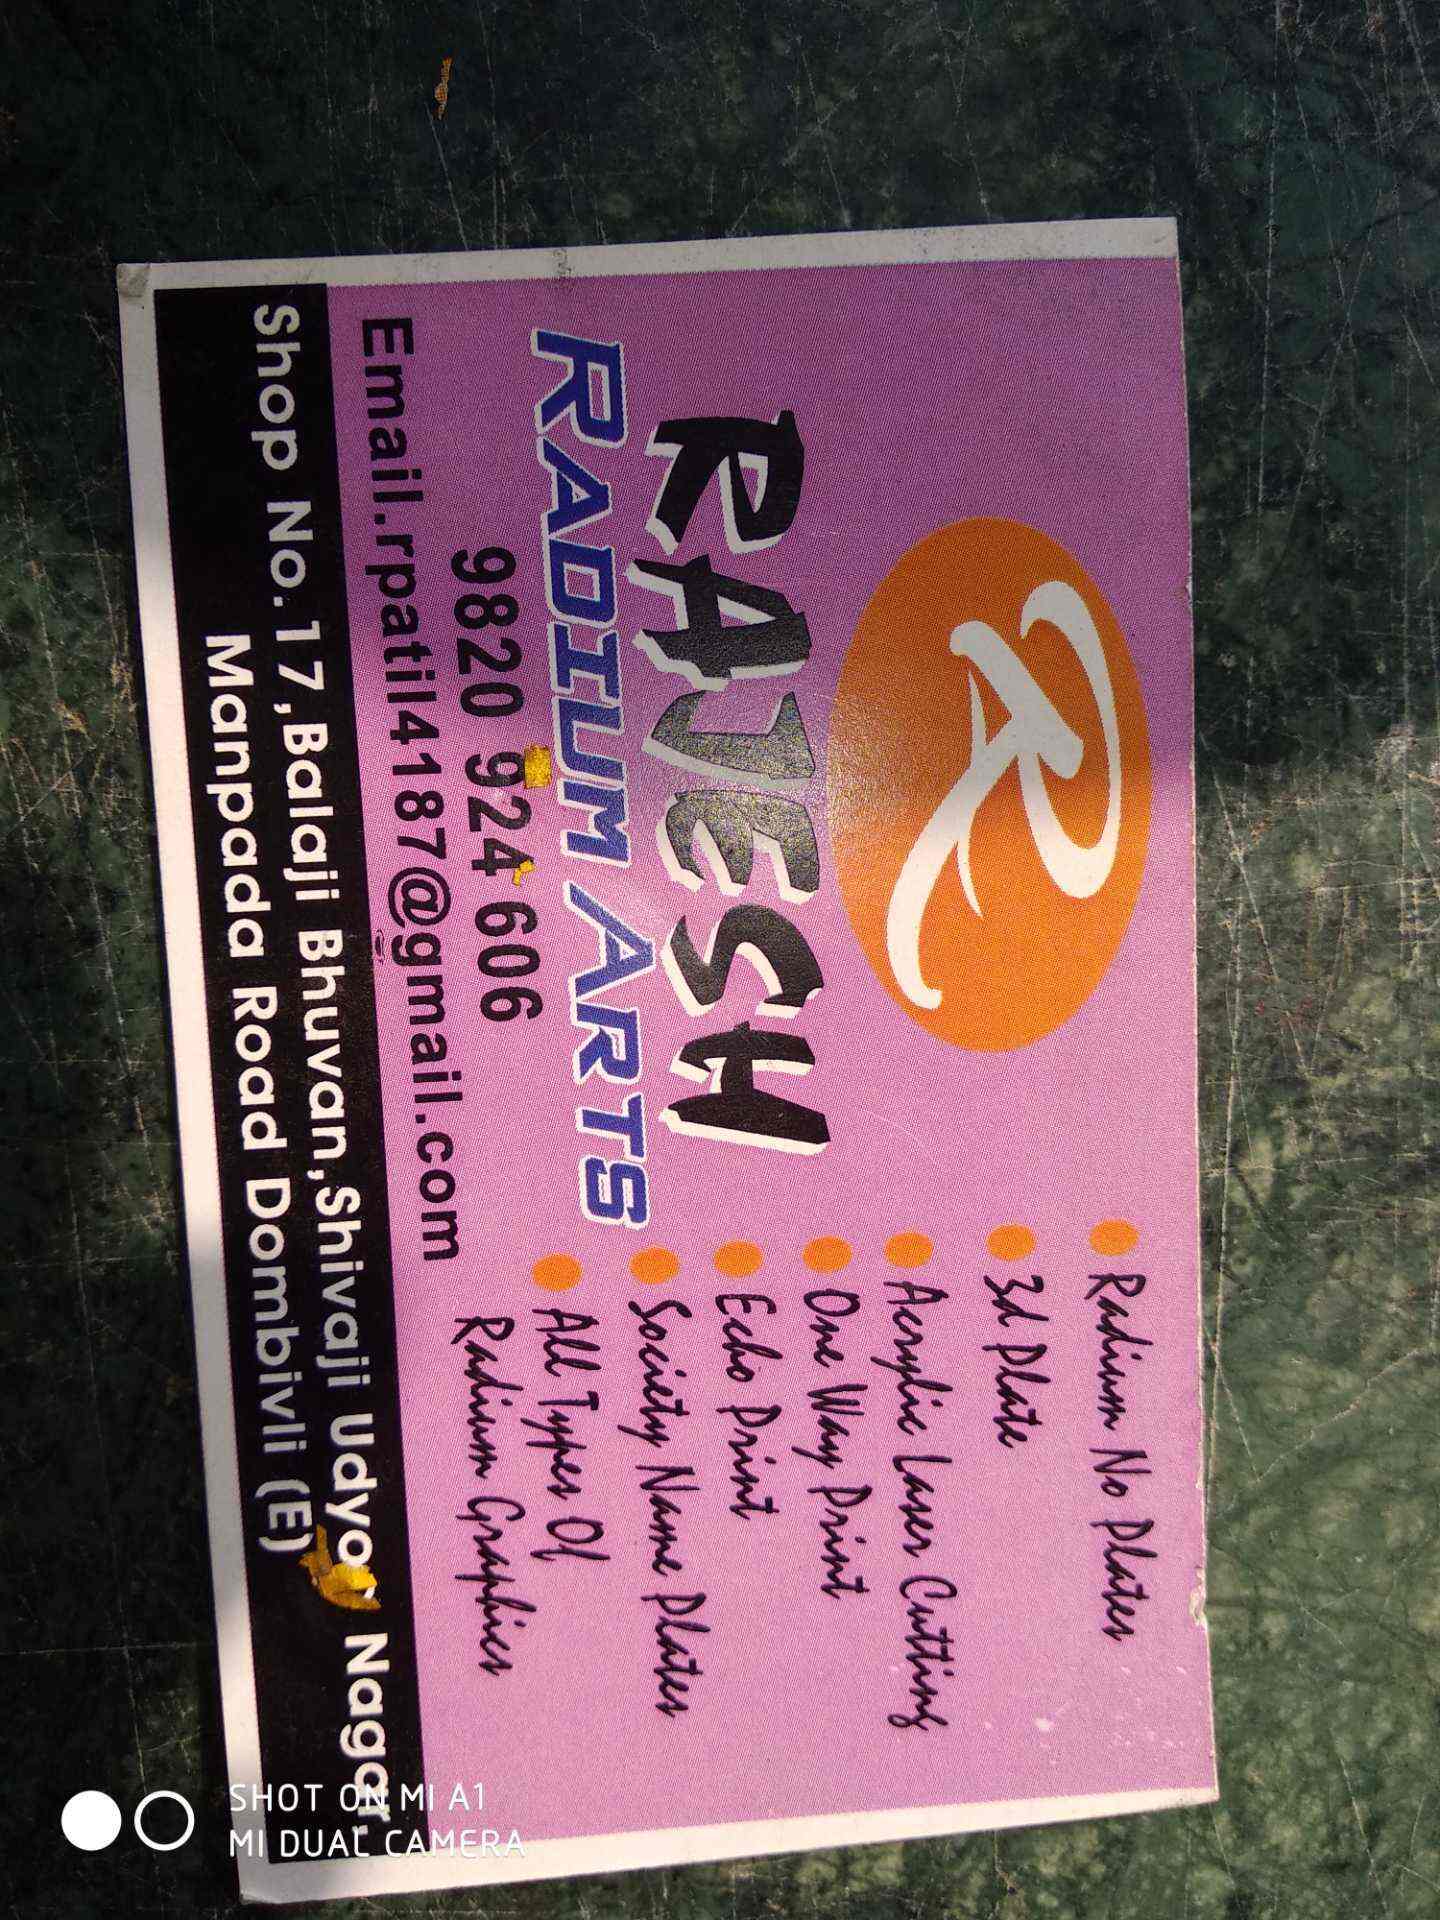 R
RAJESH
RADIUM ARTS
9820 924 606
Email.rpatil4187@gmail.com
Radium No Plates
3d Plate
Acrylic Laser Cutting
One Way Print
Echo Print
Society Name Plates
All Types Of
Radium Graphics
Shop No.17,Balaji Bhuvan,Shivaji Udyog Nagar.
Manpada Road Dombivli (E)
SHOT ON MI A1
MI DUAL CAMERA